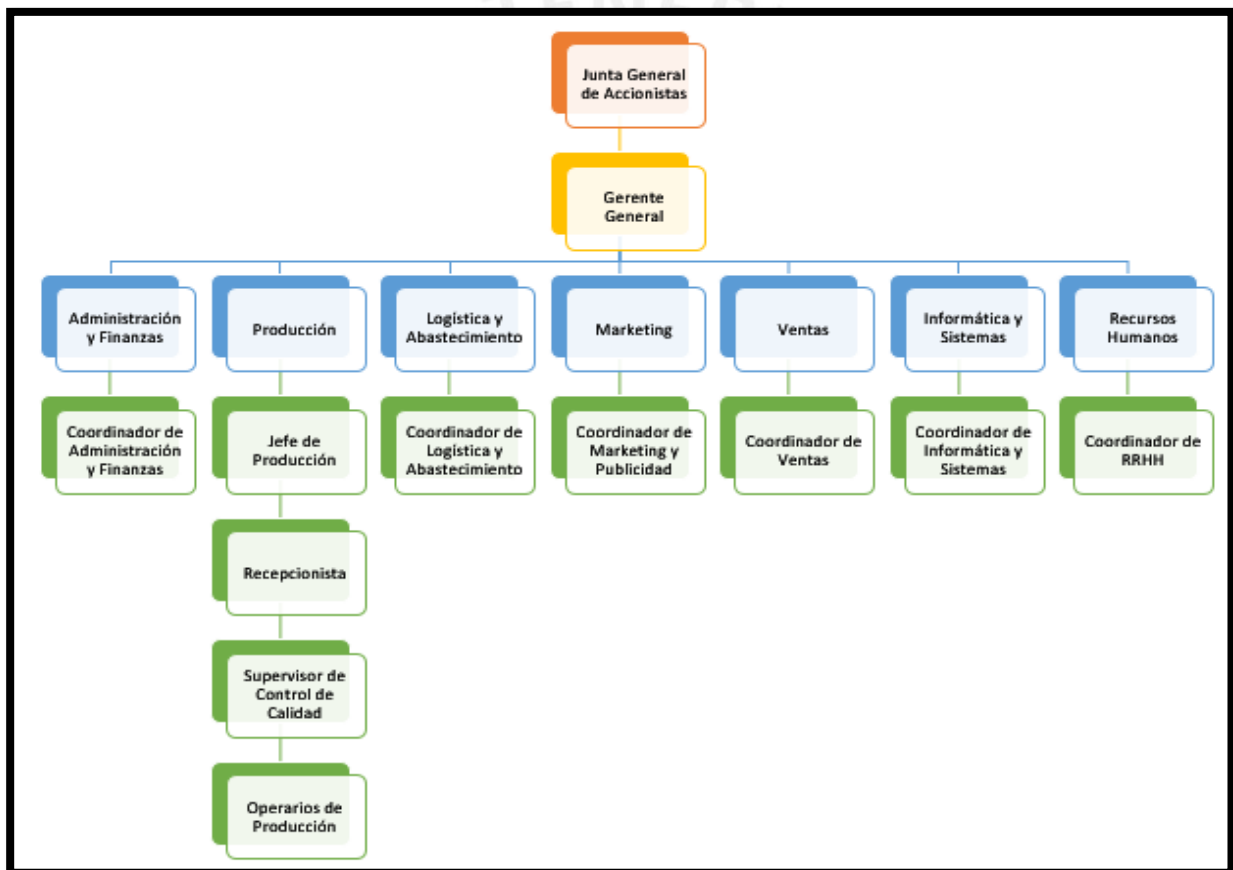 Junta General
de Accionistas
Gerente
General
Administración
y Finanzas
Producción
Logística y
Abastecimiento
Marketing
Ventas
Informática y
Sistemas
Recursos
Humanos
Coordinador de
Administración
y Finanzas
Jefe de
Producción
Coordinador de
Logística y
Abastecimiento
Coordinador de
Marketing y
Publicidad
Coordinador de
Ventas
Coordinador de
Informática y
Sistemas
Coordinador de
RRHH
Recepcionista
Supervisor de
Control de
Calidad
Operarios de
Producción